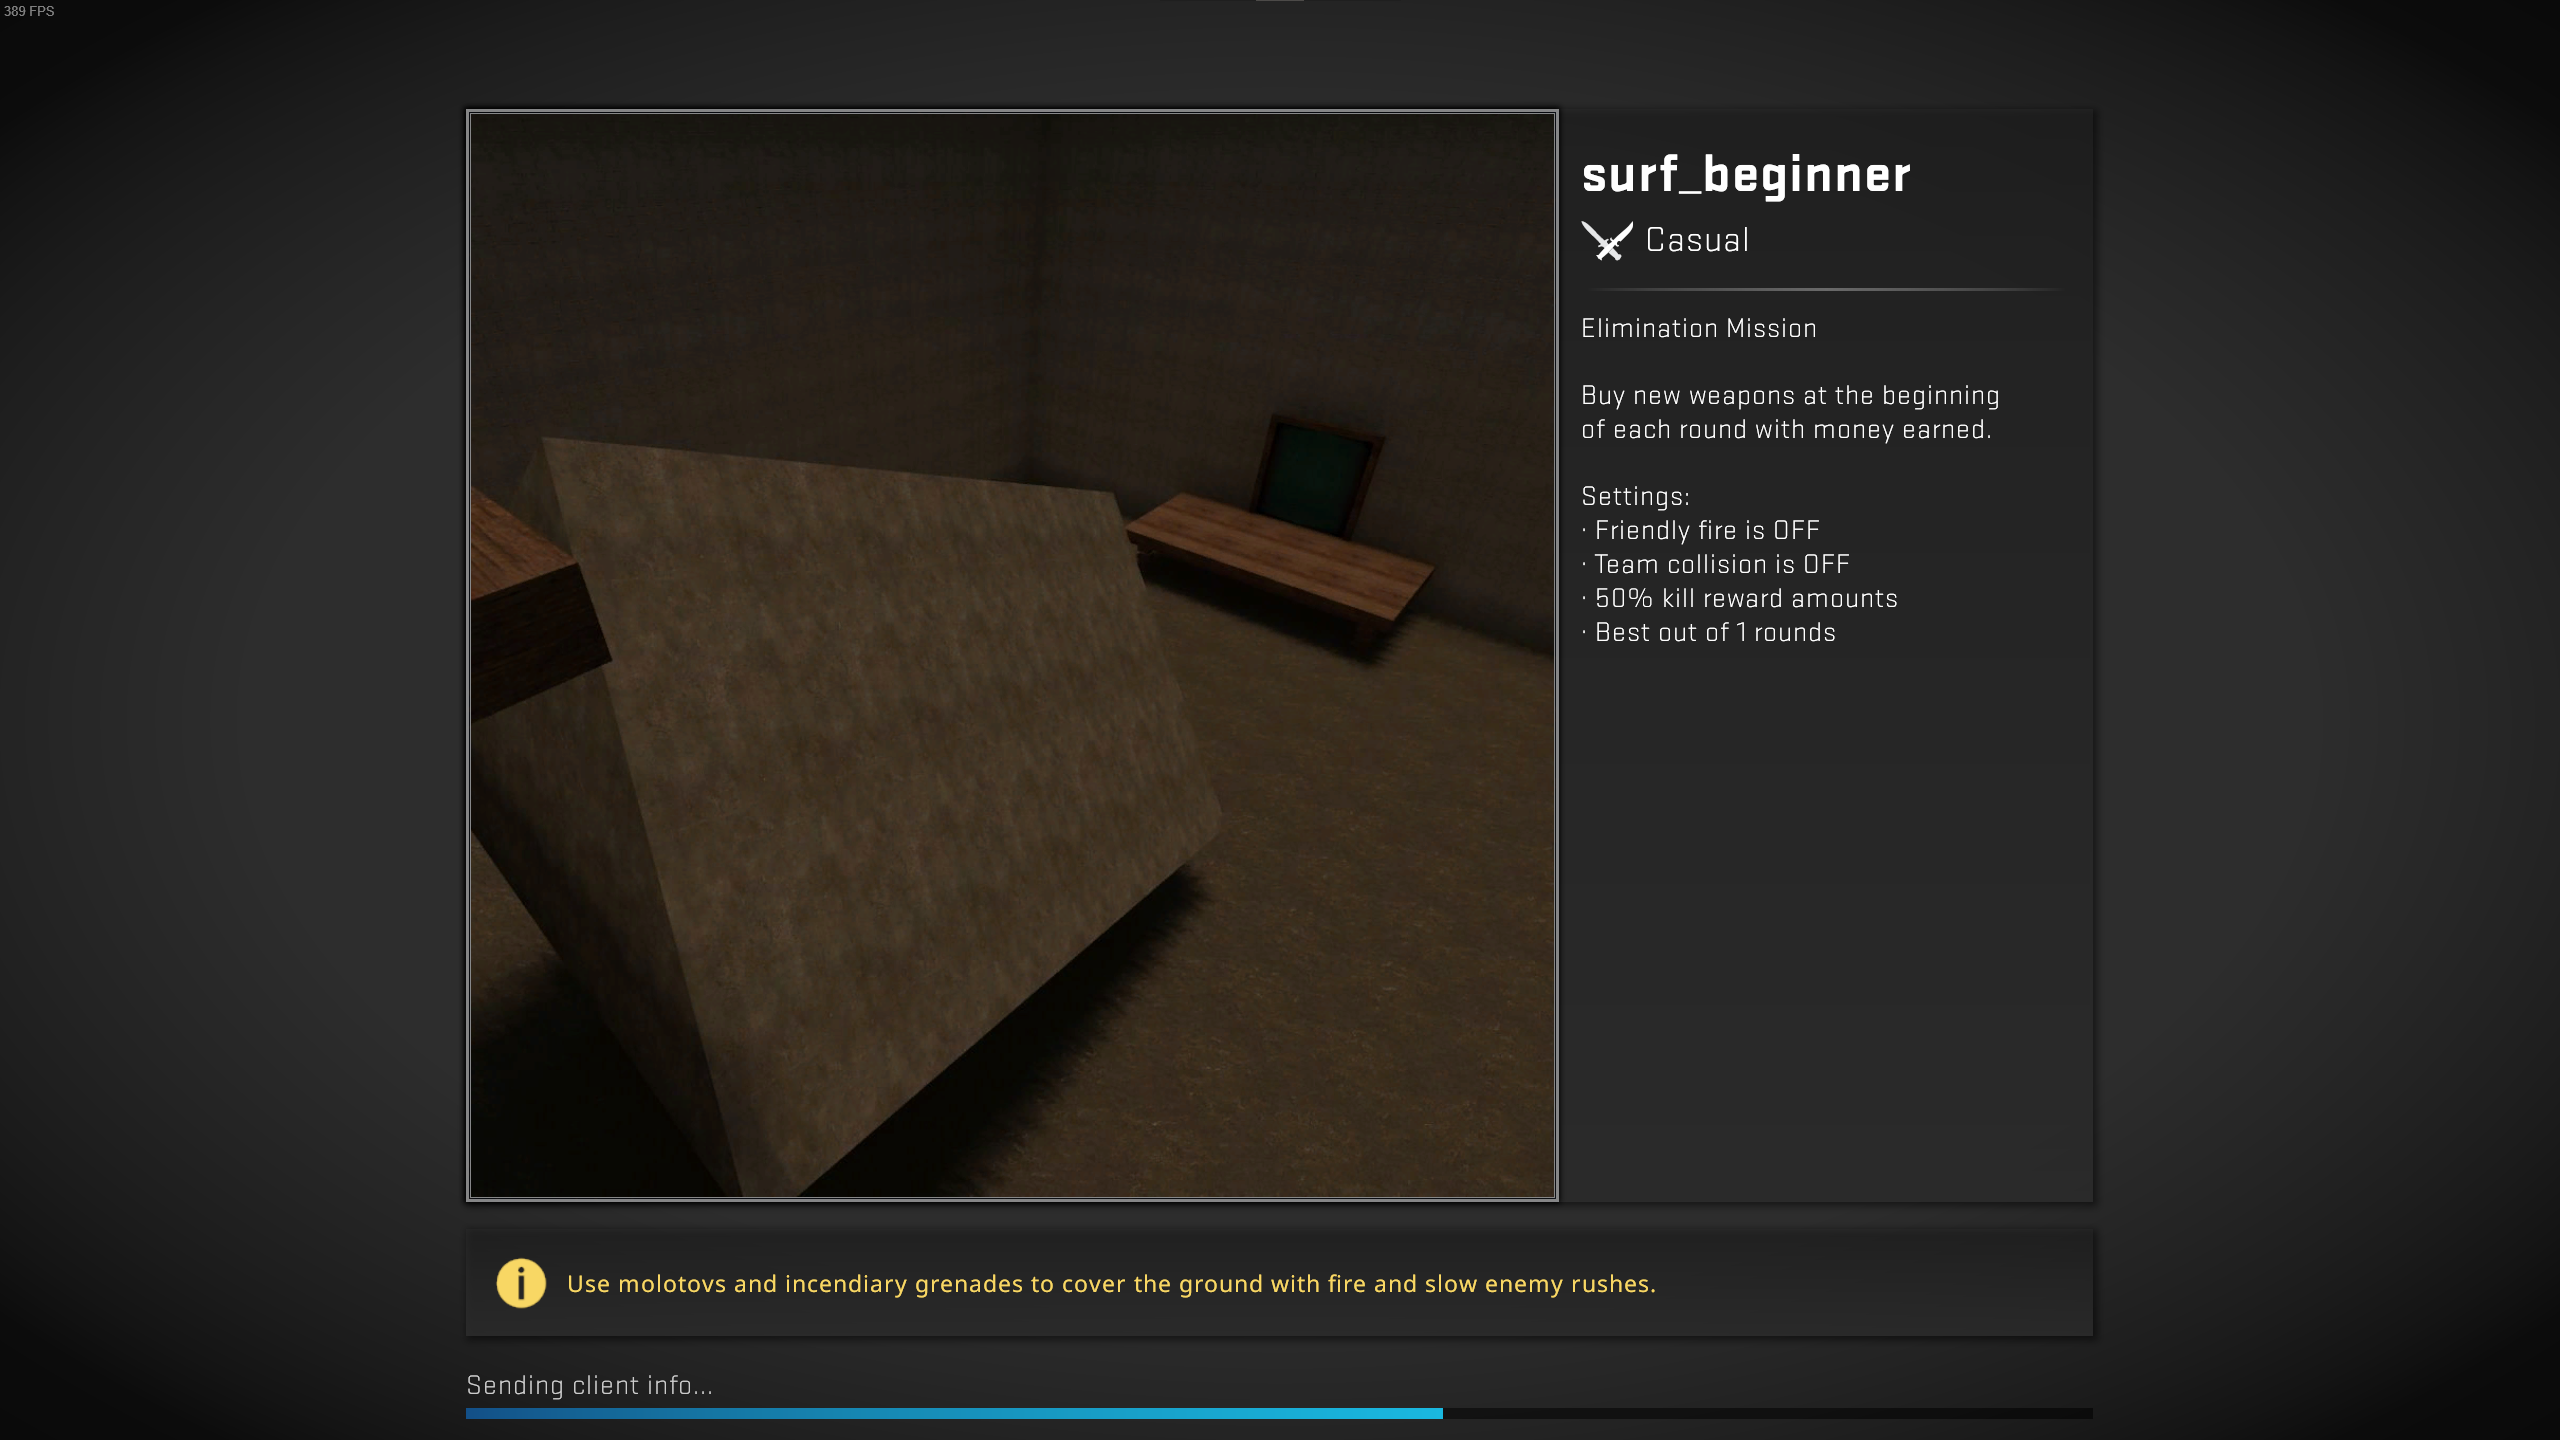 389 FPS
surf_beginner
Casual
Elimination Mission
Buy new weapons at the beginning
of each round with money earned.
Settings:
· Friendly fire is OFF
· Team collision is OFF
· 50% kill reward amounts
· Best out of 1 rounds
Use molotovs and incendiary grenades to cover the ground with fire and slow enemy rushes.
Sending client info...